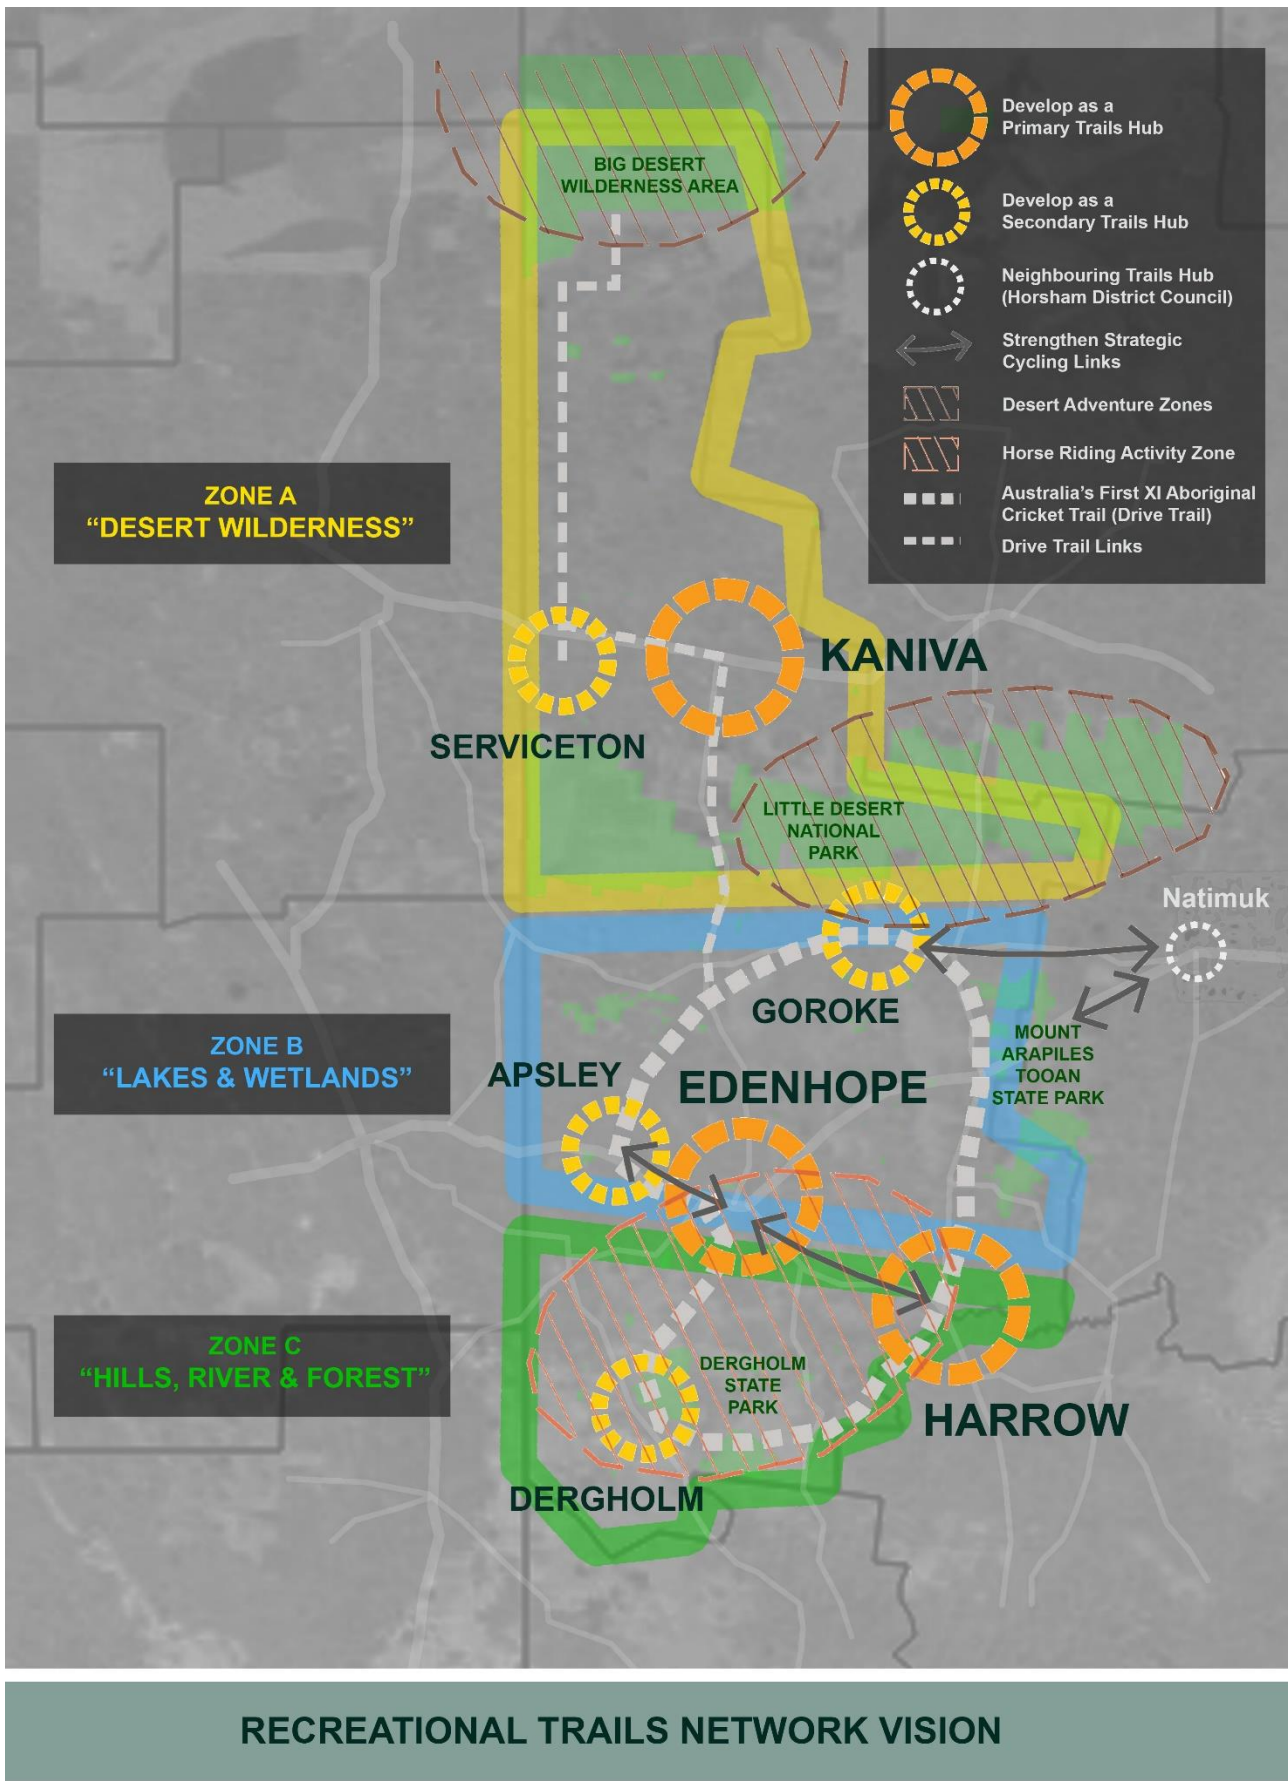 Develop as a
Primary Trails Hub
Develop as a
Secondary Trails Hub
Neighbouring Trails Hub
(Horsham District Council)
Strengthen Strategic
Cycling Links
Desert Adventure Zones
Horse Riding Activity Zone
Australia's First XI Aboriginal
Cricket Trail (Drive Trail)
Drive Trail Links
BIG DESERT
WILDERNESS AREA
ZONE A
“DESERT WILDERNESS”
KANIVA
SERVICETON
LITTLE DESERT
NATIONAL
PARK
Natimuk
GOROKE
ZONE B
“LAKES & WETLANDS”
APSLEY
EDENHOPE
MOUNT
ARAPILES
TOOAN
STATE PARK
ZONE C
“HILLS, RIVER & FOREST”
DERGHOLM
STATE
PARK
HARROW
DERGHOLM
RECREATIONAL TRAILS NETWORK VISION